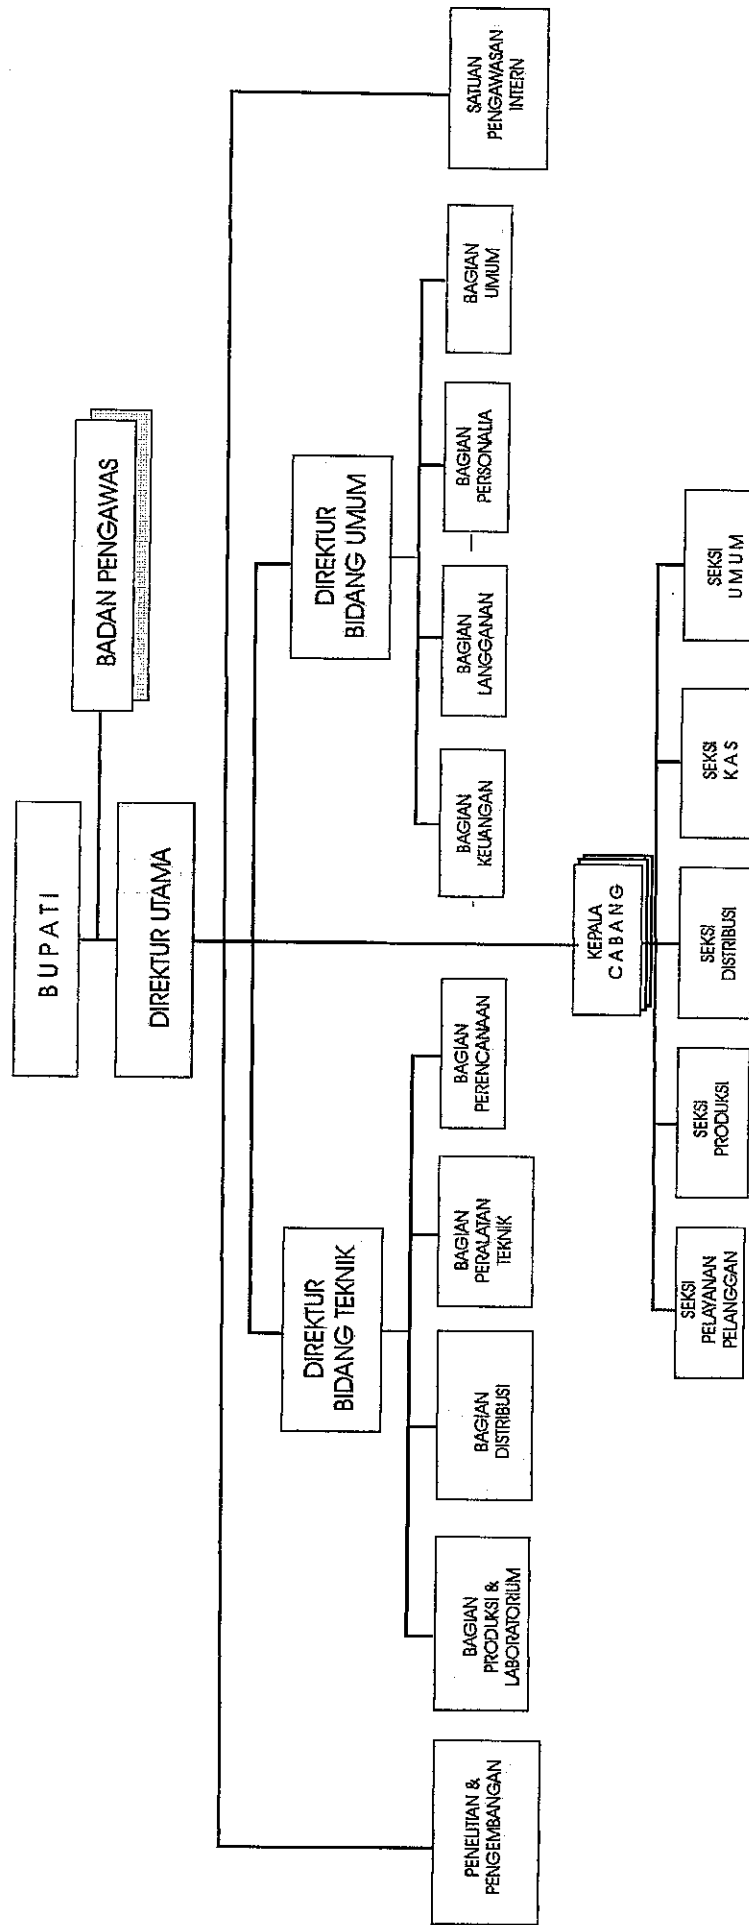 B U P A T I
BADAN PENGAWAS
DIREKTUR UTAMA
DIREKTUR
BIDANG TEKNIK
DIREKTUR
BIDANG UMUM
PENELITIAN &
PENGEMBANGAN
BAGIAN
PRODUKSI &
LABORATORIUM
BAGIAN
DISTRIBUSI
BAGIAN
PERALATAN
TEKNIK
BAGIAN
PERENCANAAN
BAGIAN
KEUANGAN
BAGIAN
LANGGANAN
BAGIAN
PERSONALIA
BAGIAN
UMUM
SATUAN
PENGAWASAN
INTERN
KEPALA
C A B A N G
SEKSI
PELAYANAN
PELANGGAN
SEKSI
PRODUKSI
SEKSI
DISTRIBUSI
SEKSI
K A S
SEKSI
U M U M